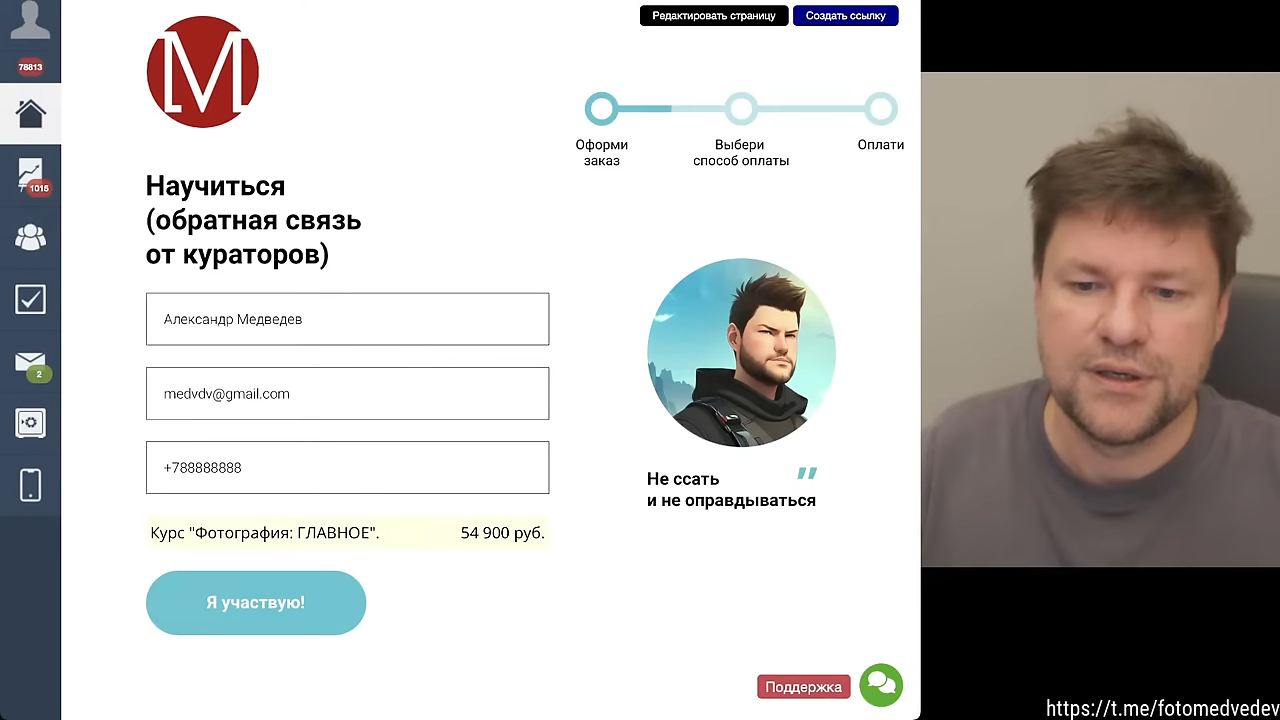 Редактировать страницу
Создать ссылку
M
78813
1015
2
Оформи
заказ
Выбери
способ оплаты
Оплати
Научиться
(обратная связь
от кураторов)
Александр Медведев
medvdv@gmail.com
+788888888
Курс "Фотография: ГЛАВНОЕ".
54 900 руб.
Я участвую!
Не ссать "
и не оправдываться
Поддержка
https://t.me/fotomedvedev